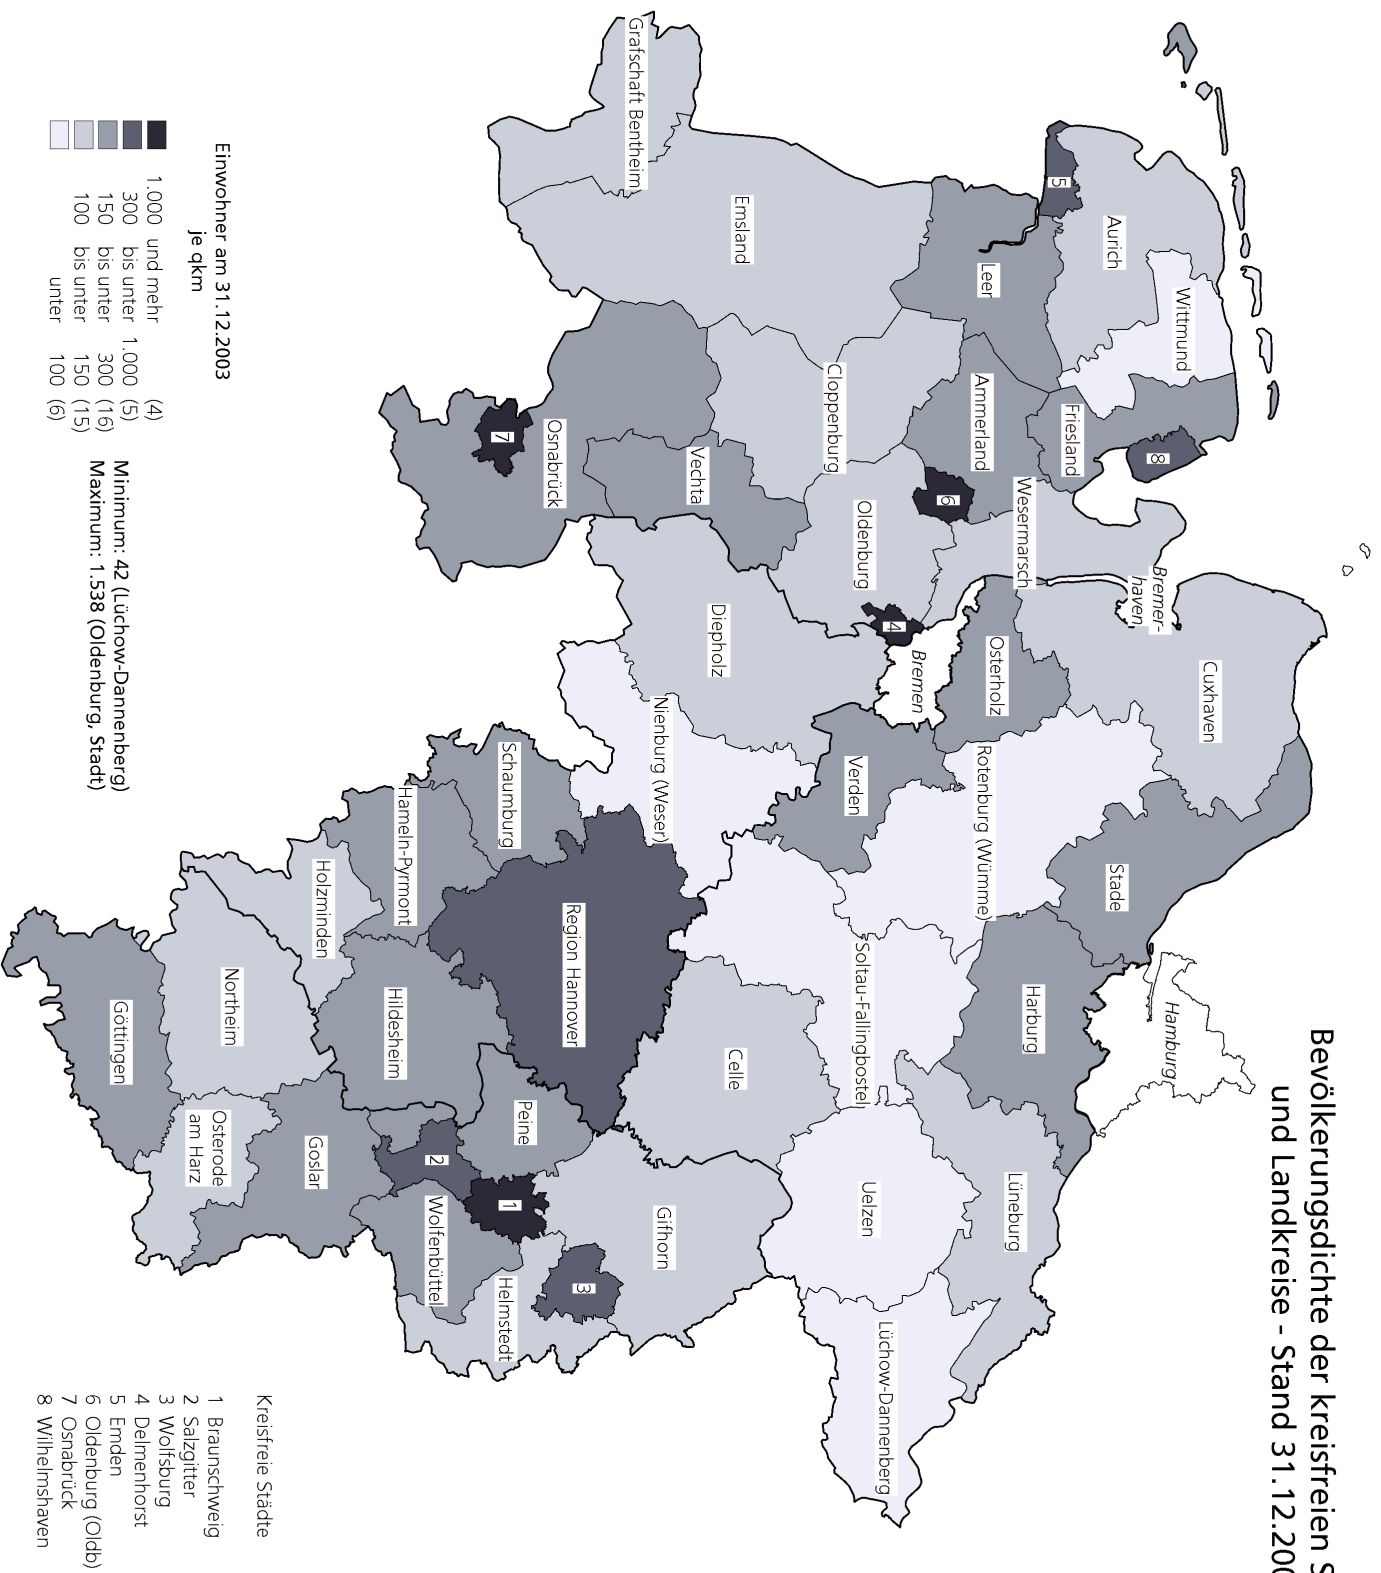 Bevölkerungsdichte der kreisfreien
und Landkreise - Stand 31.12.200
Hamburg
Bremer-
haven
Bremen
Cuxhaven
Stade
Harburg
Lüneburg
Lüchow-Dannenberg
Uelzen
Soltau-Fallingbostel
Rotenburg (Wümme)
Osterholz
Verden
Wittmund
Aurich
5
Leer
Friesland
8
Ammerland
Wesermarsch
6
Oldenburg
4
Cloppenburg
Emsland
Grafschaft Bentheim
Vechta
Osnabrück
7
Diepholz
Nienburg (Weser)
Celle
Gifhorn
3
Region Hannover
Schaumburg
Peine
1
Helmstedt
2
Wolfenbüttel
Hameln-Pyrmont
Hildesheim
Holzminden
Goslar
Northeim
Osterode
am Harz
Göttingen
Einwohner am 31.12.2003
je qkm
1.000 und mehr (4)
300 bis unter 1.000 (5)
150 bis unter 300 (16)
100 bis unter 150 (15)
unter 100 (6)
Minimum: 42 (Lüchow-Dannenberg)
Maximum: 1.538 (Oldenburg, Stadt)
Kreisfreie Städte
1 Braunschweig
2 Salzgitter
3 Wolfsburg
4 Delmenhorst
5 Emden
6 Oldenburg (Oldb)
7 Osnabrück
8 Wilhelmshaven